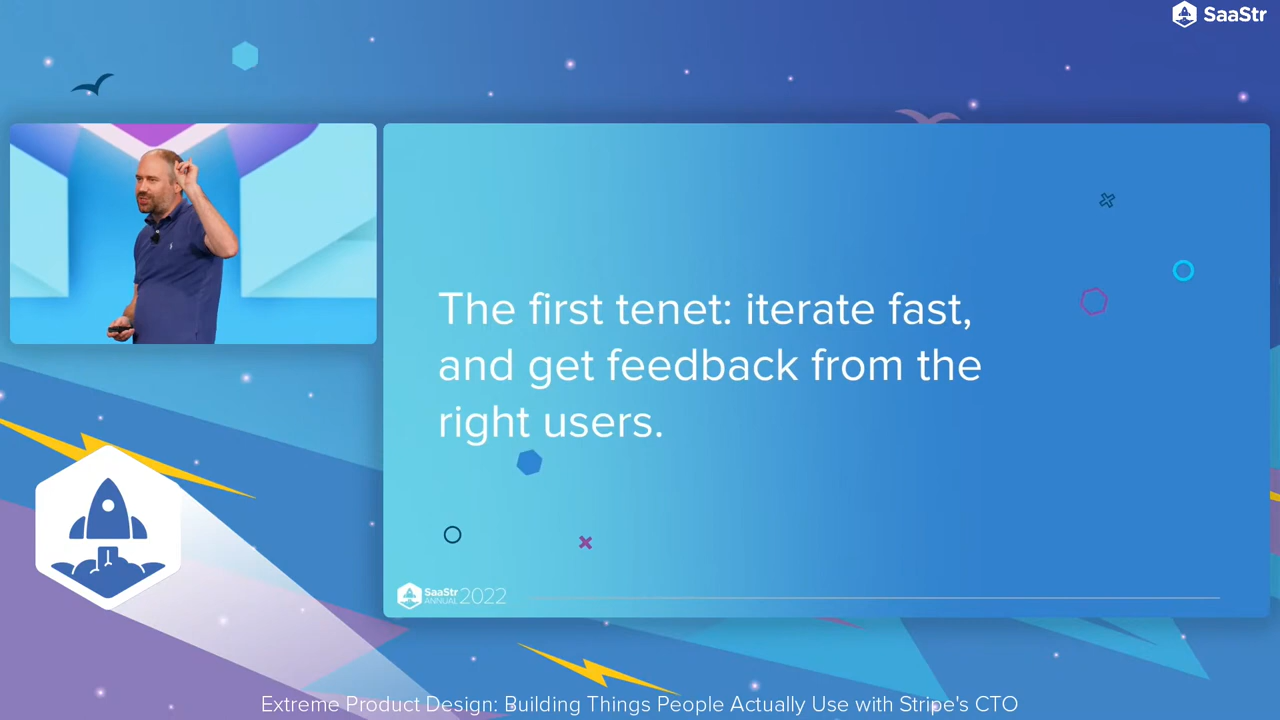 SaaStr
The first tenet: iterate fast,
and get feedback from the
right users.
SaaStr
ANNUAL 2022
Extreme Product Design: Building Things People Actually Use with Stripe's CTO